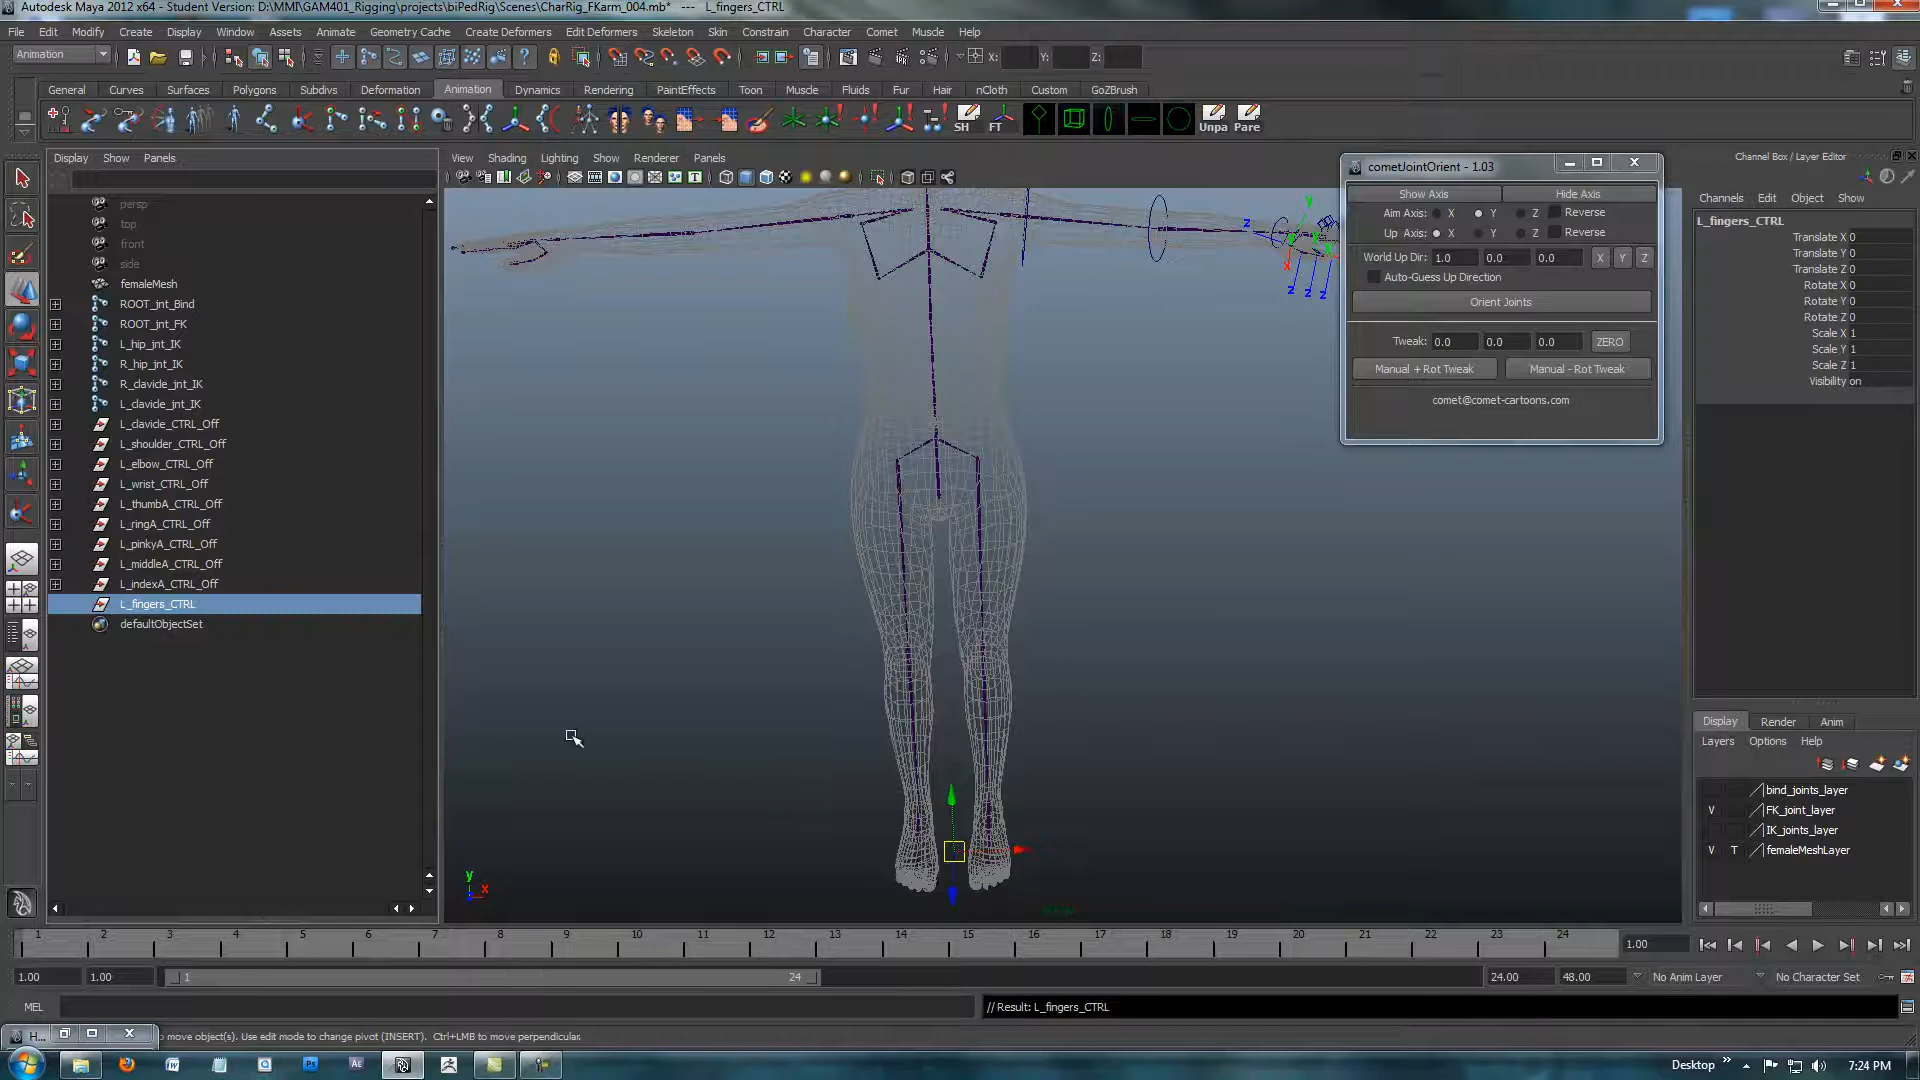 Autodesk Maya 2012 x64 - Student Version: D:\MMI\GAM401_Rigging\projects\biPedRig\Scenes\CharRig_FKarm_004.mb* --- L_fingers_CTRL
File Edit Modify Create Display Window Assets Animate Geometry Cache Create Deformers Edit Deformers Skeleton Skin Constrain Character Comet Muscle Help
Animation X: Y: Z:
General Curves Surfaces Polygons Subdivs Deformation Animation Dynamics Rendering PaintEffects Toon Muscle Fluids Fur Hair nCloth Custom GoZBrush
SH FT Unpa Pare
Display Show Panels
View Shading Lighting Show Renderer Panels
persp
top
front
side
femaleMesh
ROOT_jnt_Bind
ROOT_jnt_FK
L_hip_jnt_IK
R_hip_jnt_IK
R_clavicle_jnt_IK
L_clavicle_jnt_IK
L_clavicle_CTRL_Off
L_shoulder_CTRL_Off
L_elbow_CTRL_Off
L_wrist_CTRL_Off
L_thumbA_CTRL_Off
L_ringA_CTRL_Off
L_pinkyA_CTRL_Off
L_middleA_CTRL_Off
L_indexA_CTRL_Off
L_fingers_CTRL
defaultObjectSet
y
z
x
z z z
y
x
cometJointOrient - 1.03
Show Axis Hide Axis
Aim Axis: X Y Z Reverse
Up Axis: X Y Z Reverse
World Up Dir: 1.0 0.0 0.0 X Y Z
Auto-Guess Up Direction
Orient Joints
Tweak: 0.0 0.0 0.0 ZERO
Manual + Rot Tweak Manual - Rot Tweak
comet@comet-cartoons.com
Channel Box / Layer Editor
Channels Edit Object Show
L_fingers_CTRL
Translate X 0
Translate Y 0
Translate Z 0
Rotate X 0
Rotate Y 0
Rotate Z 0
Scale X 1
Scale Y 1
Scale Z 1
Visibility on
Display Render Anim
Layers Options Help
bind_joints_layer
V FK_joint_layer
IK_joints_layer
V T femaleMeshLayer
1 2 3 4 5 6 7 8 9 10 11 12 13 14 15 16 17 18 19 20 21 22 23 24 1.00
1.00 1.00 1 24 24.00 48.00 No Anim Layer No Character Set
MEL // Result: L_fingers_CTRL
H... to move object(s). Use edit mode to change pivot (INSERT). Ctrl+LMB to move perpendicular.
Ps Ae Desktop 7:24 PM